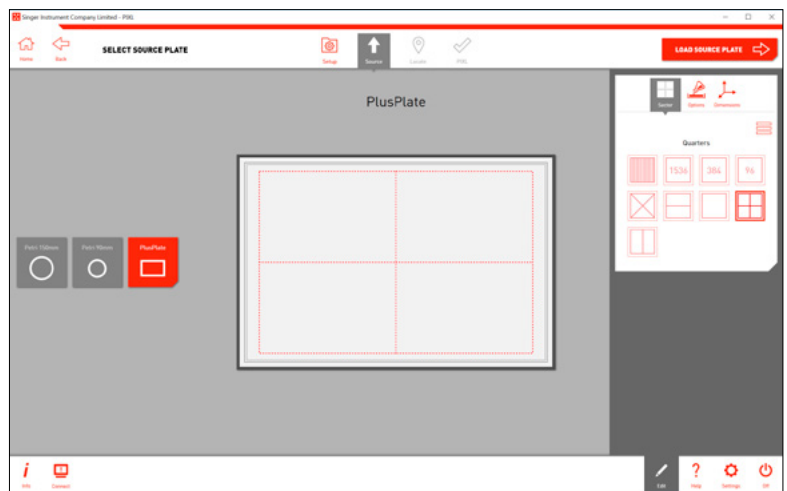 Singer Instrument Company Limited - PIXL
Home
Back
SELECT SOURCE PLATE
Setup
Source
Locate
PIXL
LOAD SOURCE PLATE
PlusPlate
Sector
Options
Dimensions
Quarters
1536
384
96
Petri 150mm
Petri 90mm
PlusPlate
Info
Connect
Edit
Help
Settings
Off